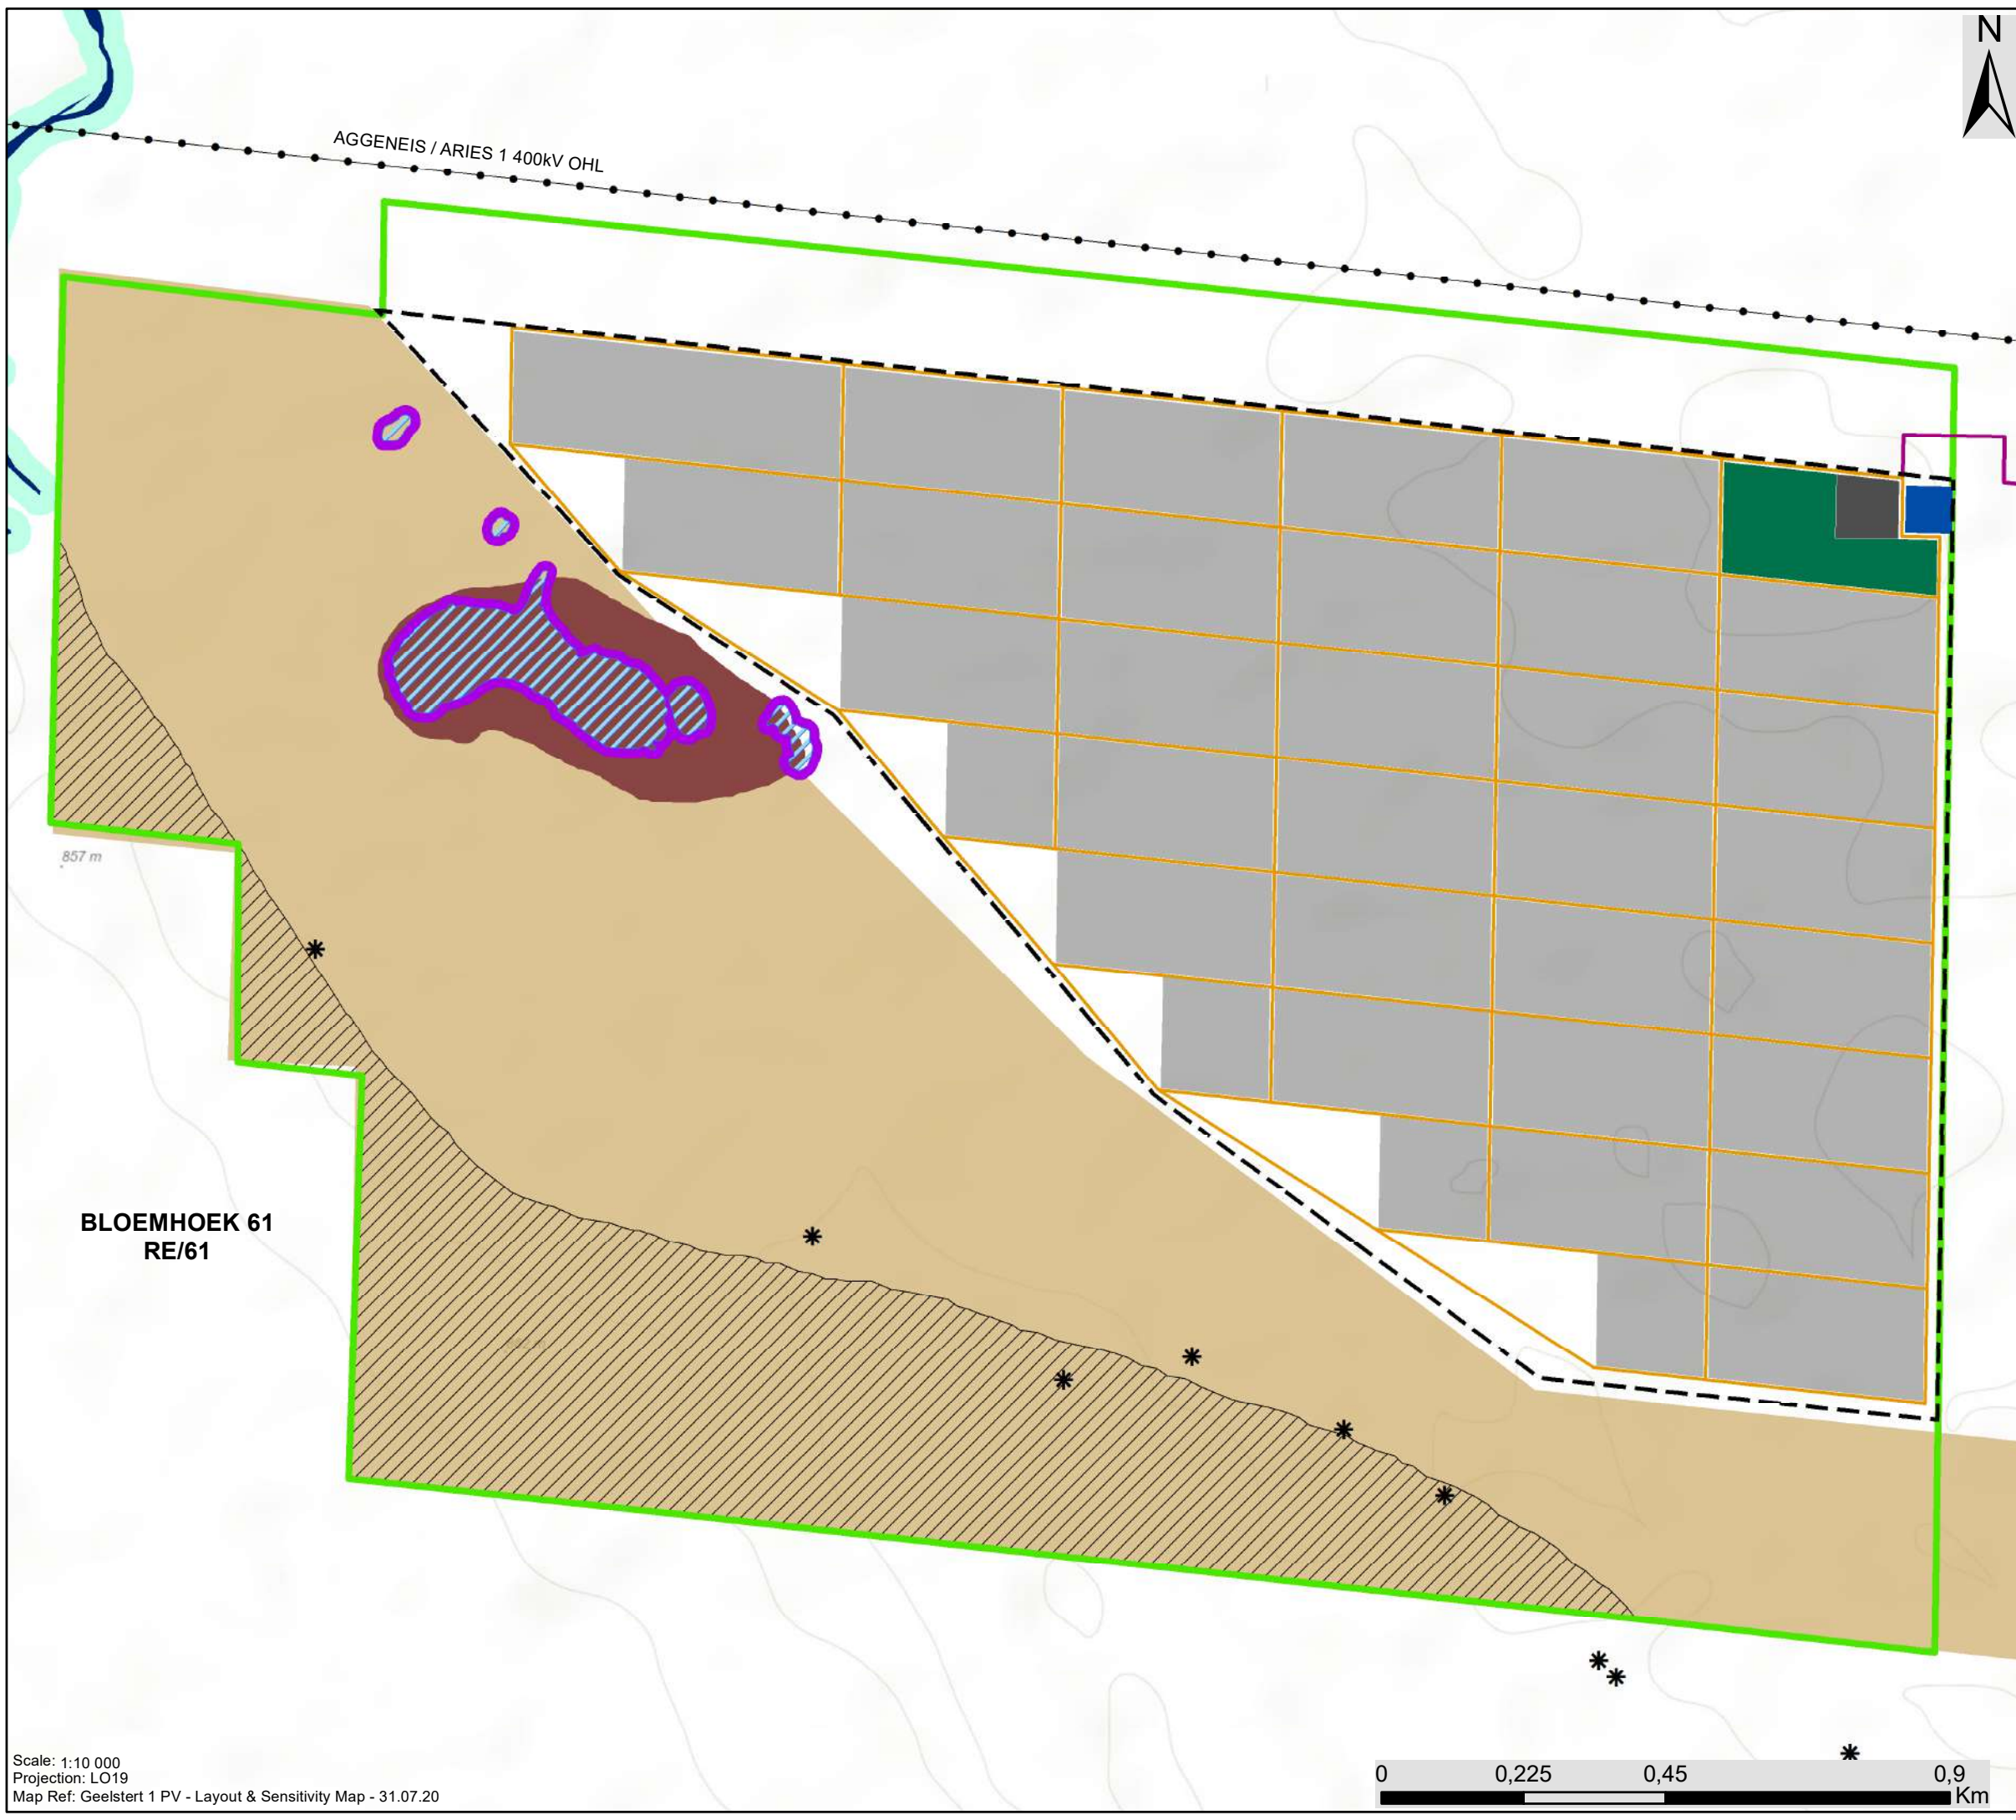 N
AGGENEIS / ARIES 1 400kV OHL
857 m
BLOEMHOEK 61
RE/61
Scale: 1:10 000
Projection: LO19
Map Ref: Geelstert 1 PV - Layout & Sensitivity Map - 31.07.20
0 0,225 0,45 0,9
Km